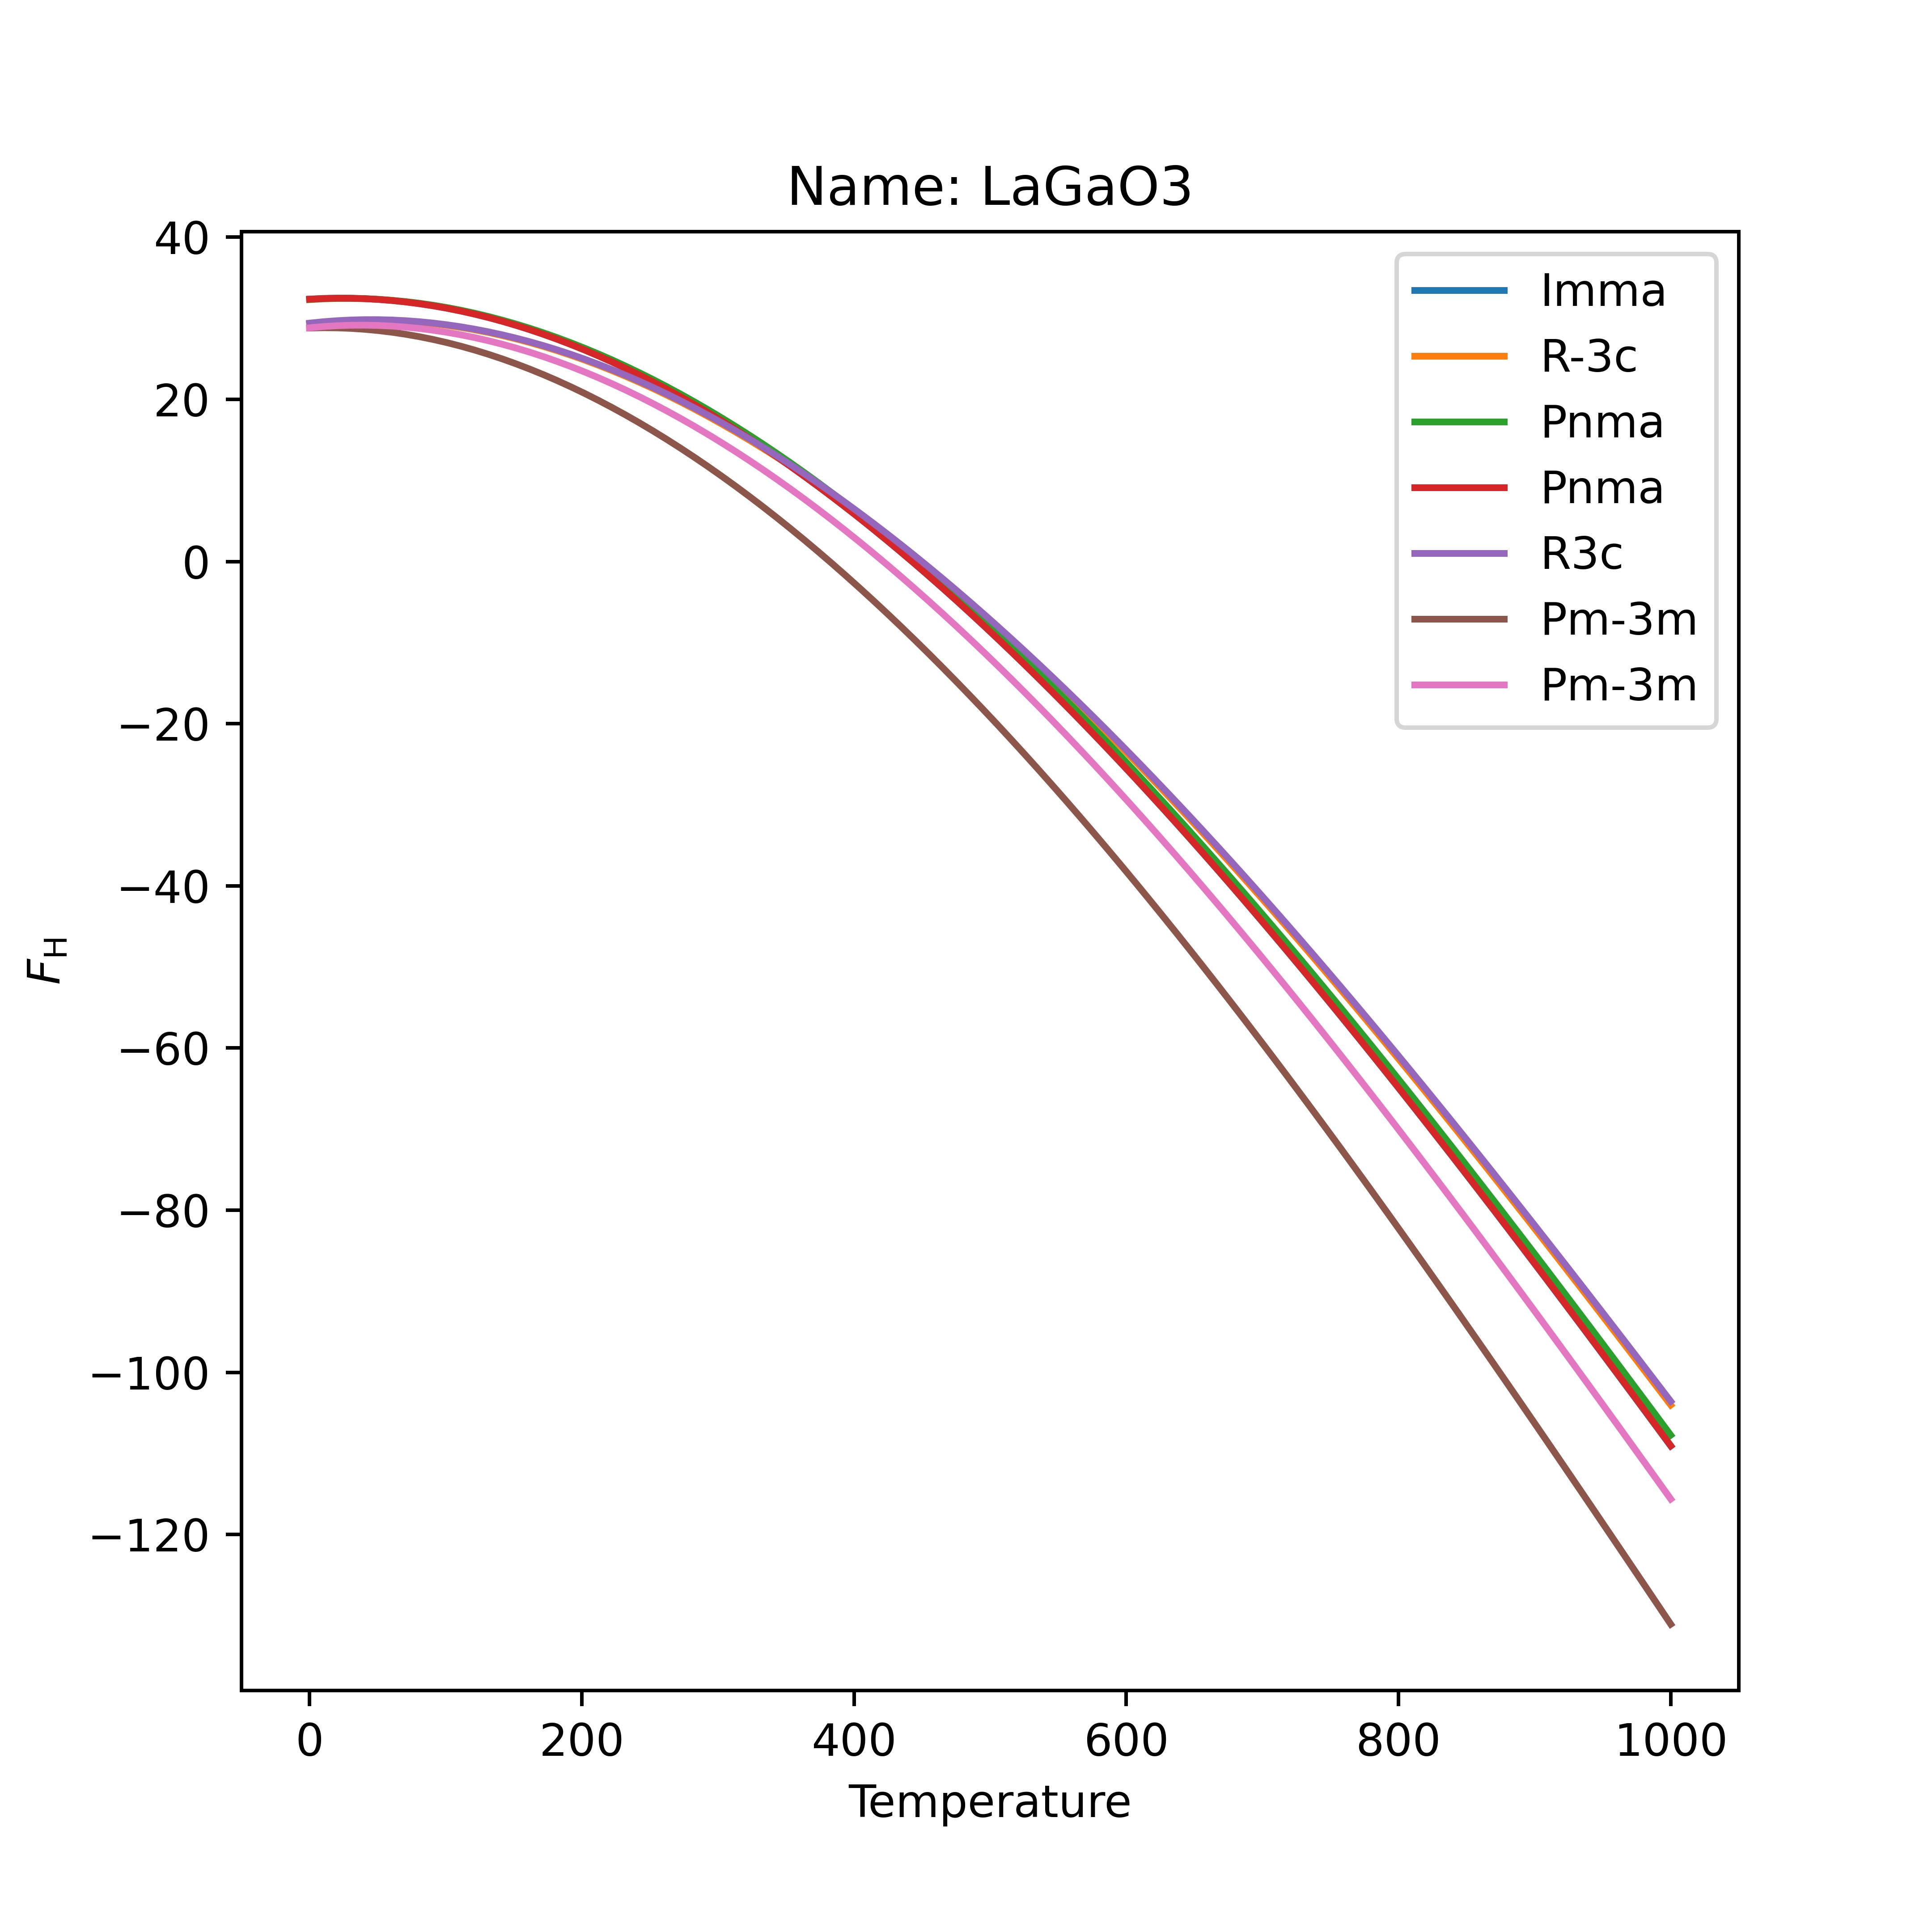 Name: LaGaO3
40
20
0
−20
−40
−60
−80
−100
−120
F_H
Imma
R-3c
Pnma
Pnma
R3c
Pm-3m
Pm-3m
0 200 400 600 800 1000
Temperature